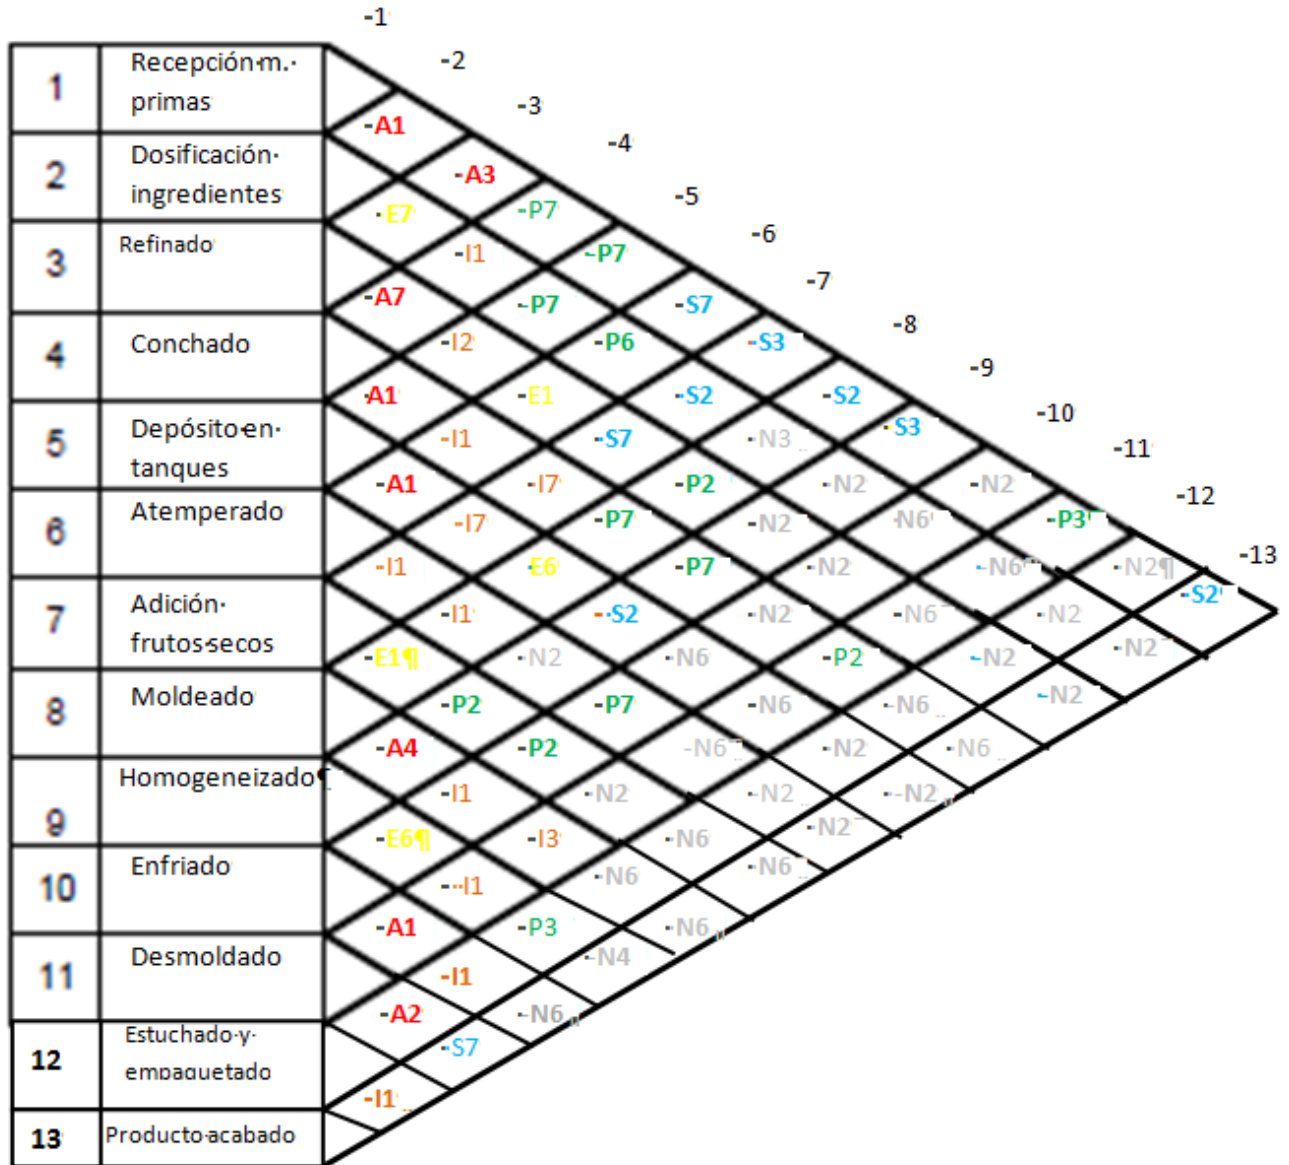 -1
-2
-3
-4
-5
-6
-7
-8
-9
-10
-11
-12
-13
1 Recepción·m.·
primas
2 Dosificación·
ingredientes
3 Refinado
4 Conchado
5 Depósito·en·
tanques
6 Atemperado
7 Adición·
frutos·secos
8 Moldeado
9 Homogeneizado¶
10 Enfriado
11 Desmoldado
12 Estuchado·y·
empaquetado
13 Producto·acabado
-A1
-A3
-E7 -P7
-I1 -P7
-A7 -P7 -S7
-I2 -P6 -S3
-A1 -E1 -S2 -S2
-I1 -S7 -N3 -S3
-A1 -I7 -P2 -N2 -N2
-I7 -P7 -N2 -N6 -P3
-I1 -E6 -P7 -N2 -N6 -N2¶
-I1 -S2 -N2 -N6 -N2 -S2
-E1¶ -N2 -N6 -P2 -N2 -N2
-P2 -P7 -N6 -N6 -N2
-A4 -P2 -N6 -N2 -N6
-I1 -N2 -N2 -N2
-E6¶ -I3 -N6 -N2
-I1 -N6 -N6
-A1 -P3 -N6
-I1 -N4
-A2 -N6
-S7
-I1